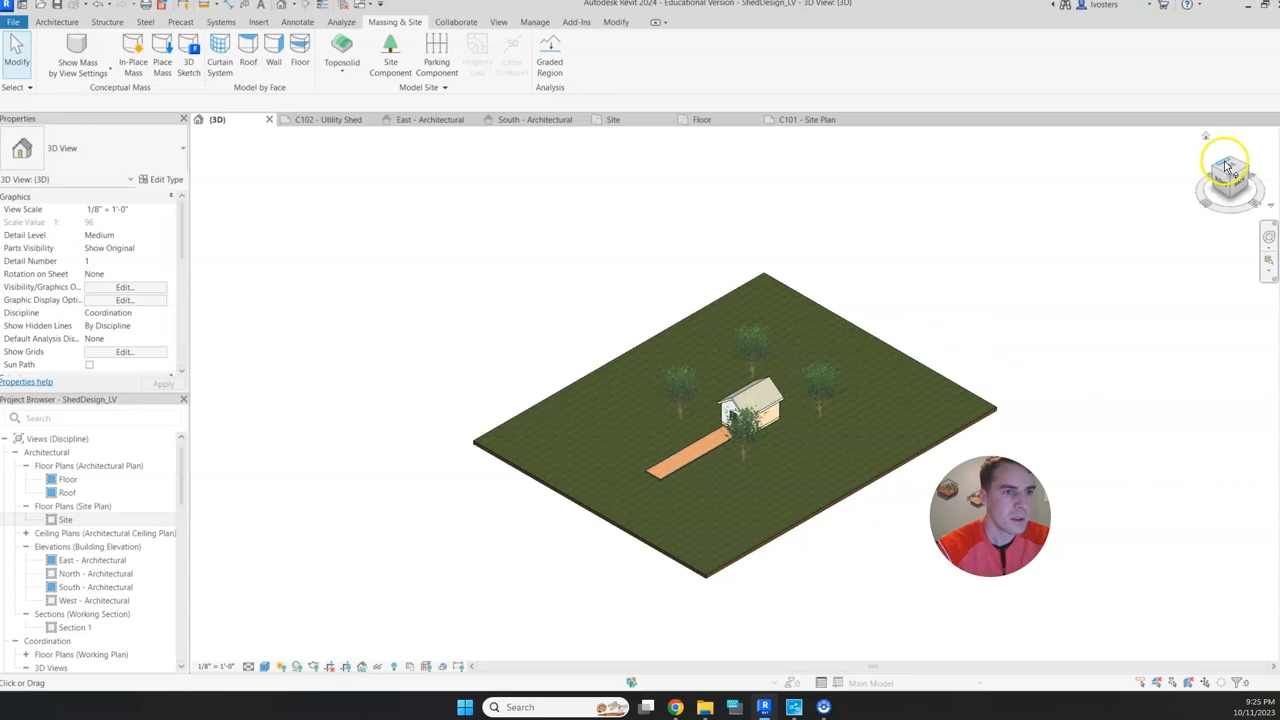 Autodesk Revit 2024 - Educational Version - ShedDesign_LV - 3D View: {3D}
lvosters
File Architecture Structure Steel Precast Systems Insert Annotate Analyze Massing & Site Collaborate View Manage Add-Ins Modify
Modify
Show Mass
by View Settings
In-Place
Mass
Place
Mass
3D
Sketch
Curtain
System
Roof
Wall
Floor
Toposolid
Site
Component
Parking
Component
Property
Line
Label
Contours
Graded
Region
Select Conceptual Mass Model by Face Model Site Analysis
Properties
{3D} C102 - Utility Shed East - Architectural South - Architectural Site Floor C101 - Site Plan
3D View
3D View: {3D} Edit Type
Graphics
View Scale 1/8" = 1'-0"
Scale Value 1: 96
Detail Level Medium
Parts Visibility Show Original
Detail Number 1
Rotation on Sheet None
Visibility/Graphics O... Edit...
Graphic Display Opti... Edit...
Discipline Coordination
Show Hidden Lines By Discipline
Default Analysis Dis... None
Show Grids Edit...
Sun Path
Properties help Apply
Project Browser - ShedDesign_LV
Search
Views (Discipline)
Architectural
Floor Plans (Architectural Plan)
Floor
Roof
Floor Plans (Site Plan)
Site
Ceiling Plans (Architectural Ceiling Plan)
Elevations (Building Elevation)
East - Architectural
North - Architectural
South - Architectural
West - Architectural
Sections (Working Section)
Section 1
Coordination
Floor Plans (Working Plan)
3D Views
1/8" = 1'-0"
Click or Drag
:0
Main Model
:0
Search
9:25 PM
10/11/2023